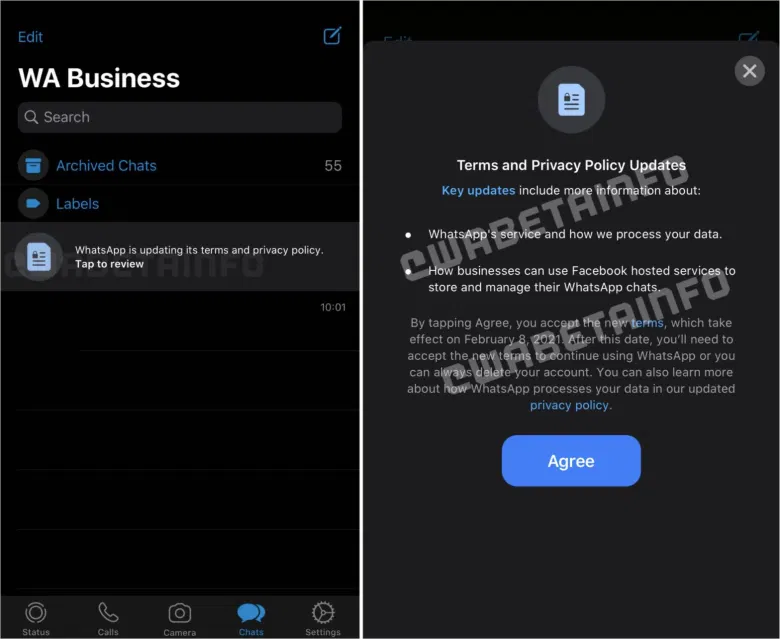 Edit
WA Business
Search
Archived Chats 55
Labels
WhatsApp is updating its terms and privacy policy.
Tap to review
CWABETAINFO
10:01
Status Calls Camera Chats Settings
Edit
Terms and Privacy Policy Updates
Key updates include more information about:
CWABETAINFO
• WhatsApp's service and how we process your data.
• How businesses can use Facebook hosted services to
store and manage their WhatsApp chats.
CWABETAINFO
By tapping Agree, you accept the new terms, which take
effect on February 8, 2021. After this date, you'll need to
accept the new terms to continue using WhatsApp or you
can always delete your account. You can also learn more
about how WhatsApp processes your data in our updated
privacy policy.
Agree